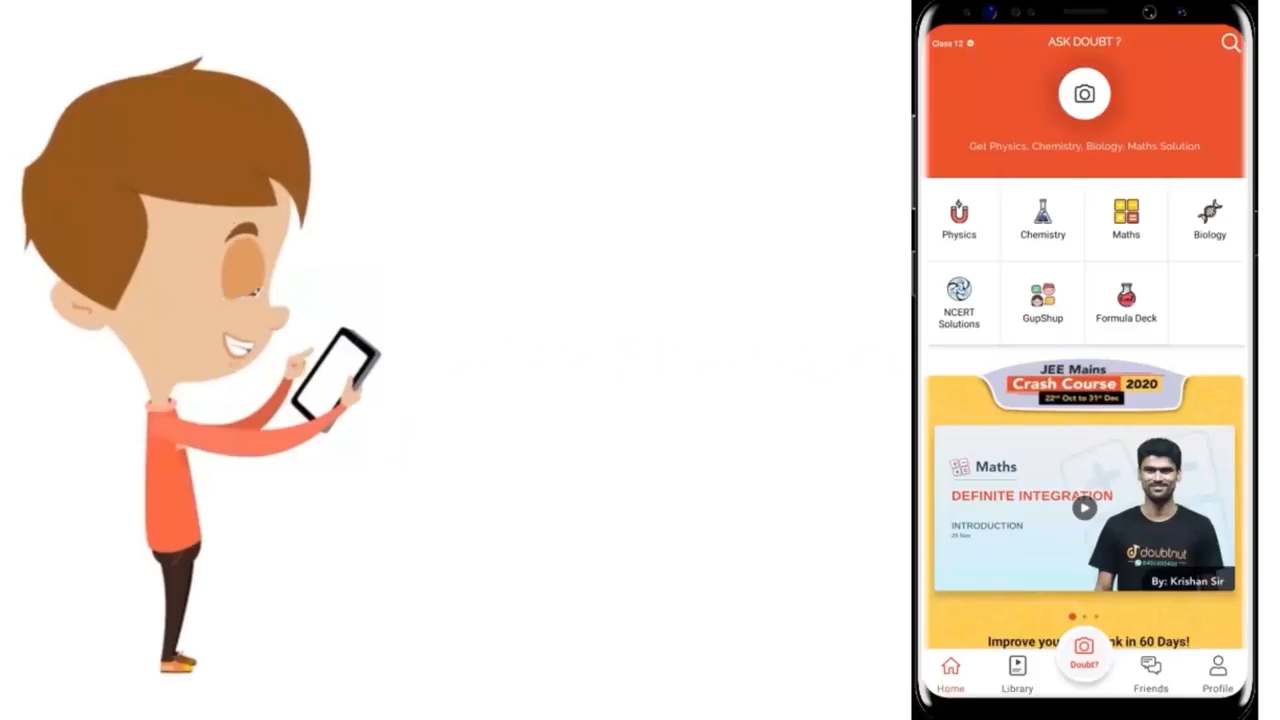 Class 12
ASK DOUBT ?
Get Physics, Chemistry, Biology, Maths Solution
Physics
Chemistry
Maths
Biology
NCERT
Solutions
GupShup
Formula Deck
JEE Mains
Crash Course 2020
22nd Oct to 31st Dec
Maths
DEFINITE INTEGRATION
INTRODUCTION
doubtnut
By: Krishan Sir
Improve you nk in 60 Days!
Doubt?
Home
Library
Friends
Profile